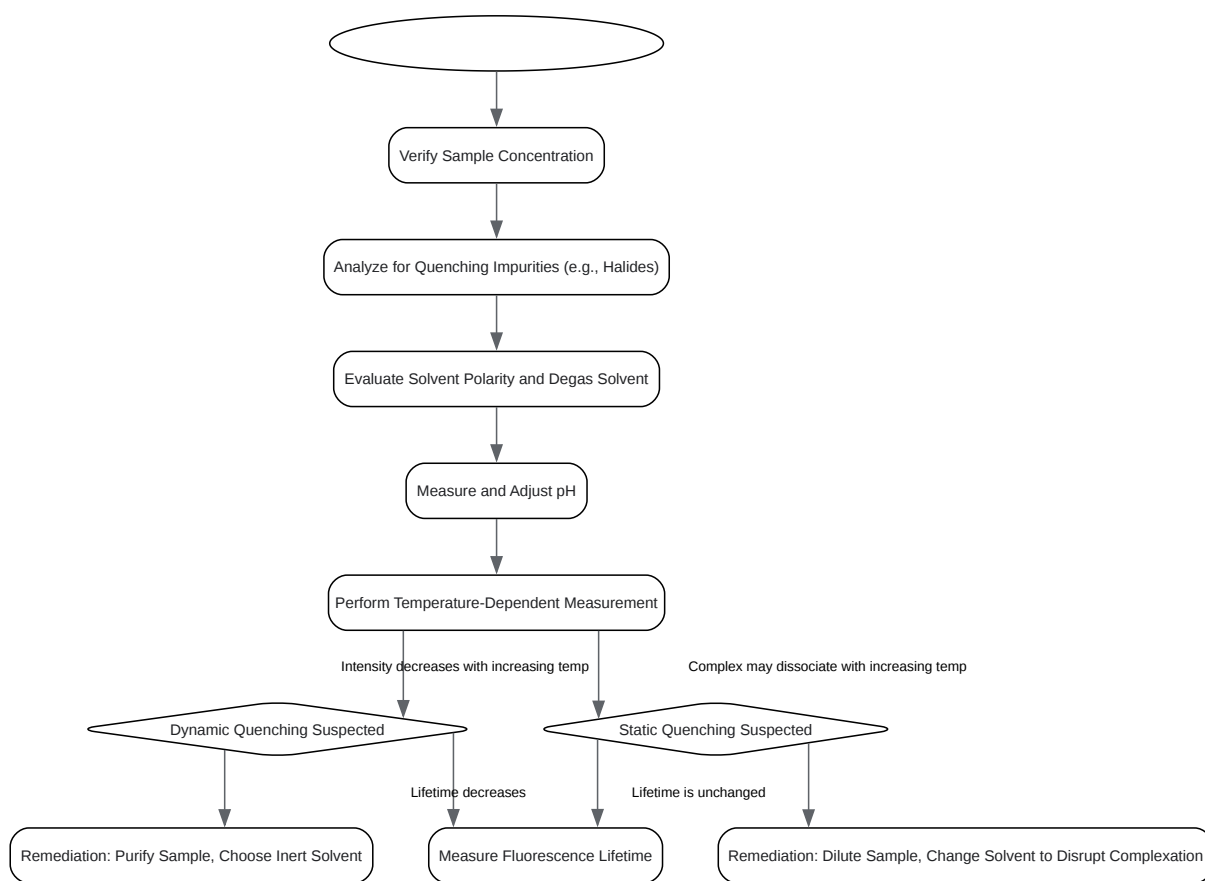 Verify Sample Concentration
Analyze for Quenching Impurities (e.g., Halides)
Evaluate Solvent Polarity and Degas Solvent
Measure and Adjust pH
Perform Temperature-Dependent Measurement
Intensity decreases with increasing temp
Complex may dissociate with increasing temp
Dynamic Quenching Suspected
Static Quenching Suspected
Lifetime decreases
Lifetime is unchanged
Remediation: Purify Sample, Choose Inert Solvent
Measure Fluorescence Lifetime
Remediation: Dilute Sample, Change Solvent to Disrupt Complexation